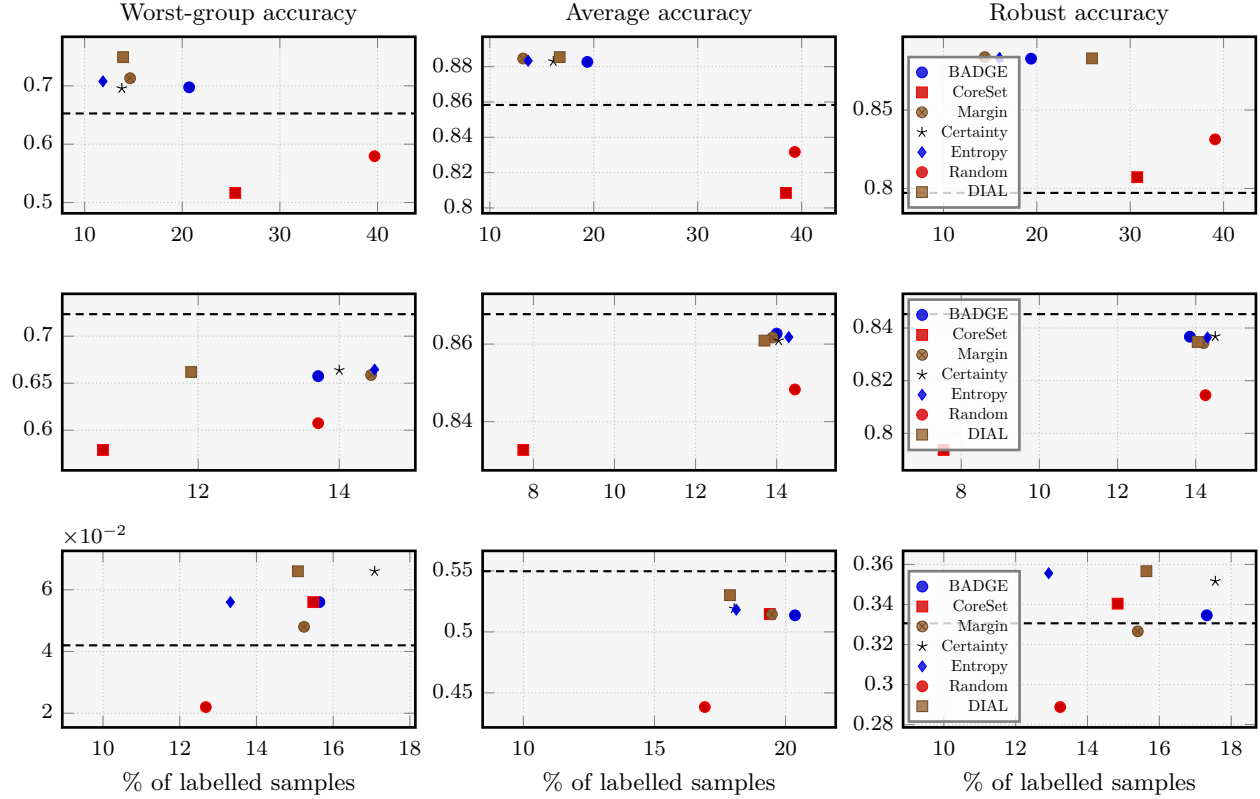 Worst-group accuracy
Average accuracy
Robust accuracy
0.7
0.6
0.5
10 20 30 40
0.88
0.86
0.84
0.82
0.8
10 20 30 40
0.85
0.8
10 20 30 40
BADGE
CoreSet
Margin
Certainty
Entropy
Random
DIAL
0.7
0.65
0.6
12 14
0.86
0.84
8 10 12 14
0.84
0.82
0.8
8 10 12 14
BADGE
CoreSet
Margin
Certainty
Entropy
Random
DIAL
×10⁻²
6
4
2
10 12 14 16 18
% of labelled samples
0.55
0.5
0.45
10 15 20
% of labelled samples
0.36
0.34
0.32
0.3
0.28
10 12 14 16 18
BADGE
CoreSet
Margin
Certainty
Entropy
Random
DIAL
% of labelled samples